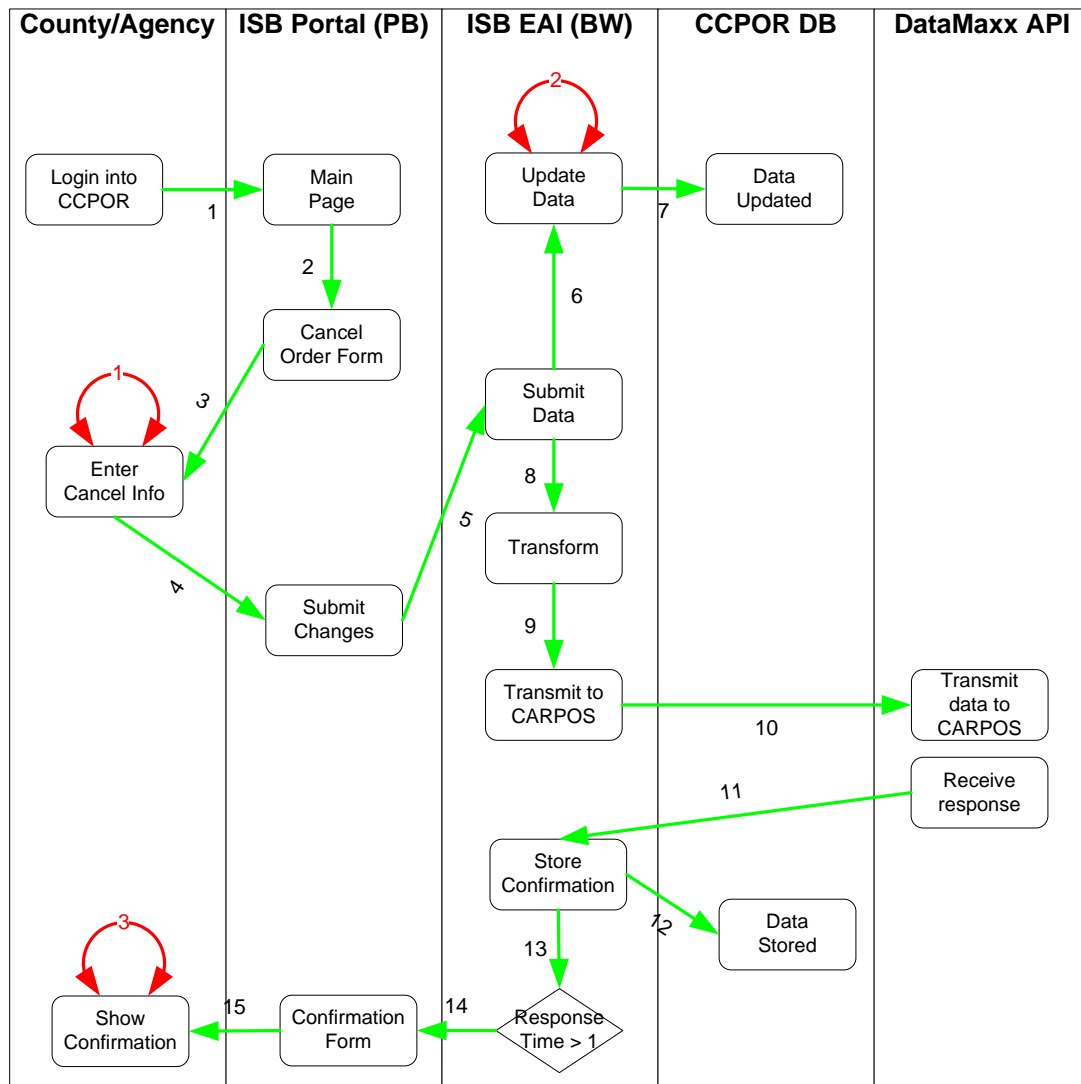 County/Agency
ISB Portal (PB)
ISB EAI (BW)
CCPOR DB
DataMaxx API
2
Login into
CCPOR
1
Main
Page
Update
Data
7
Data
Updated
2
6
Cancel
Order Form
1
3
Submit
Data
Enter
Cancel Info
8
5
4
Transform
Submit
Changes
9
Transmit to
CARPOS
10
Transmit
data to
CARPOS
11
Receive
response
Store
Confirmation
12
Data
Stored
3
13
Show
Confirmation
15
Confirmation
Form
14
Response
Time > 1